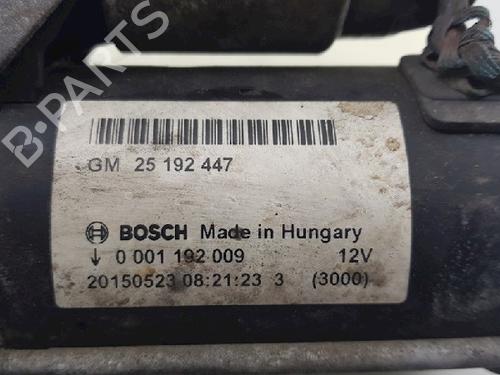 B-PARTS
GM 25 192 447
BOSCH Made in Hungary
↓ 0 001 192 009 12V
20150523 08:21:23 3 (3000)